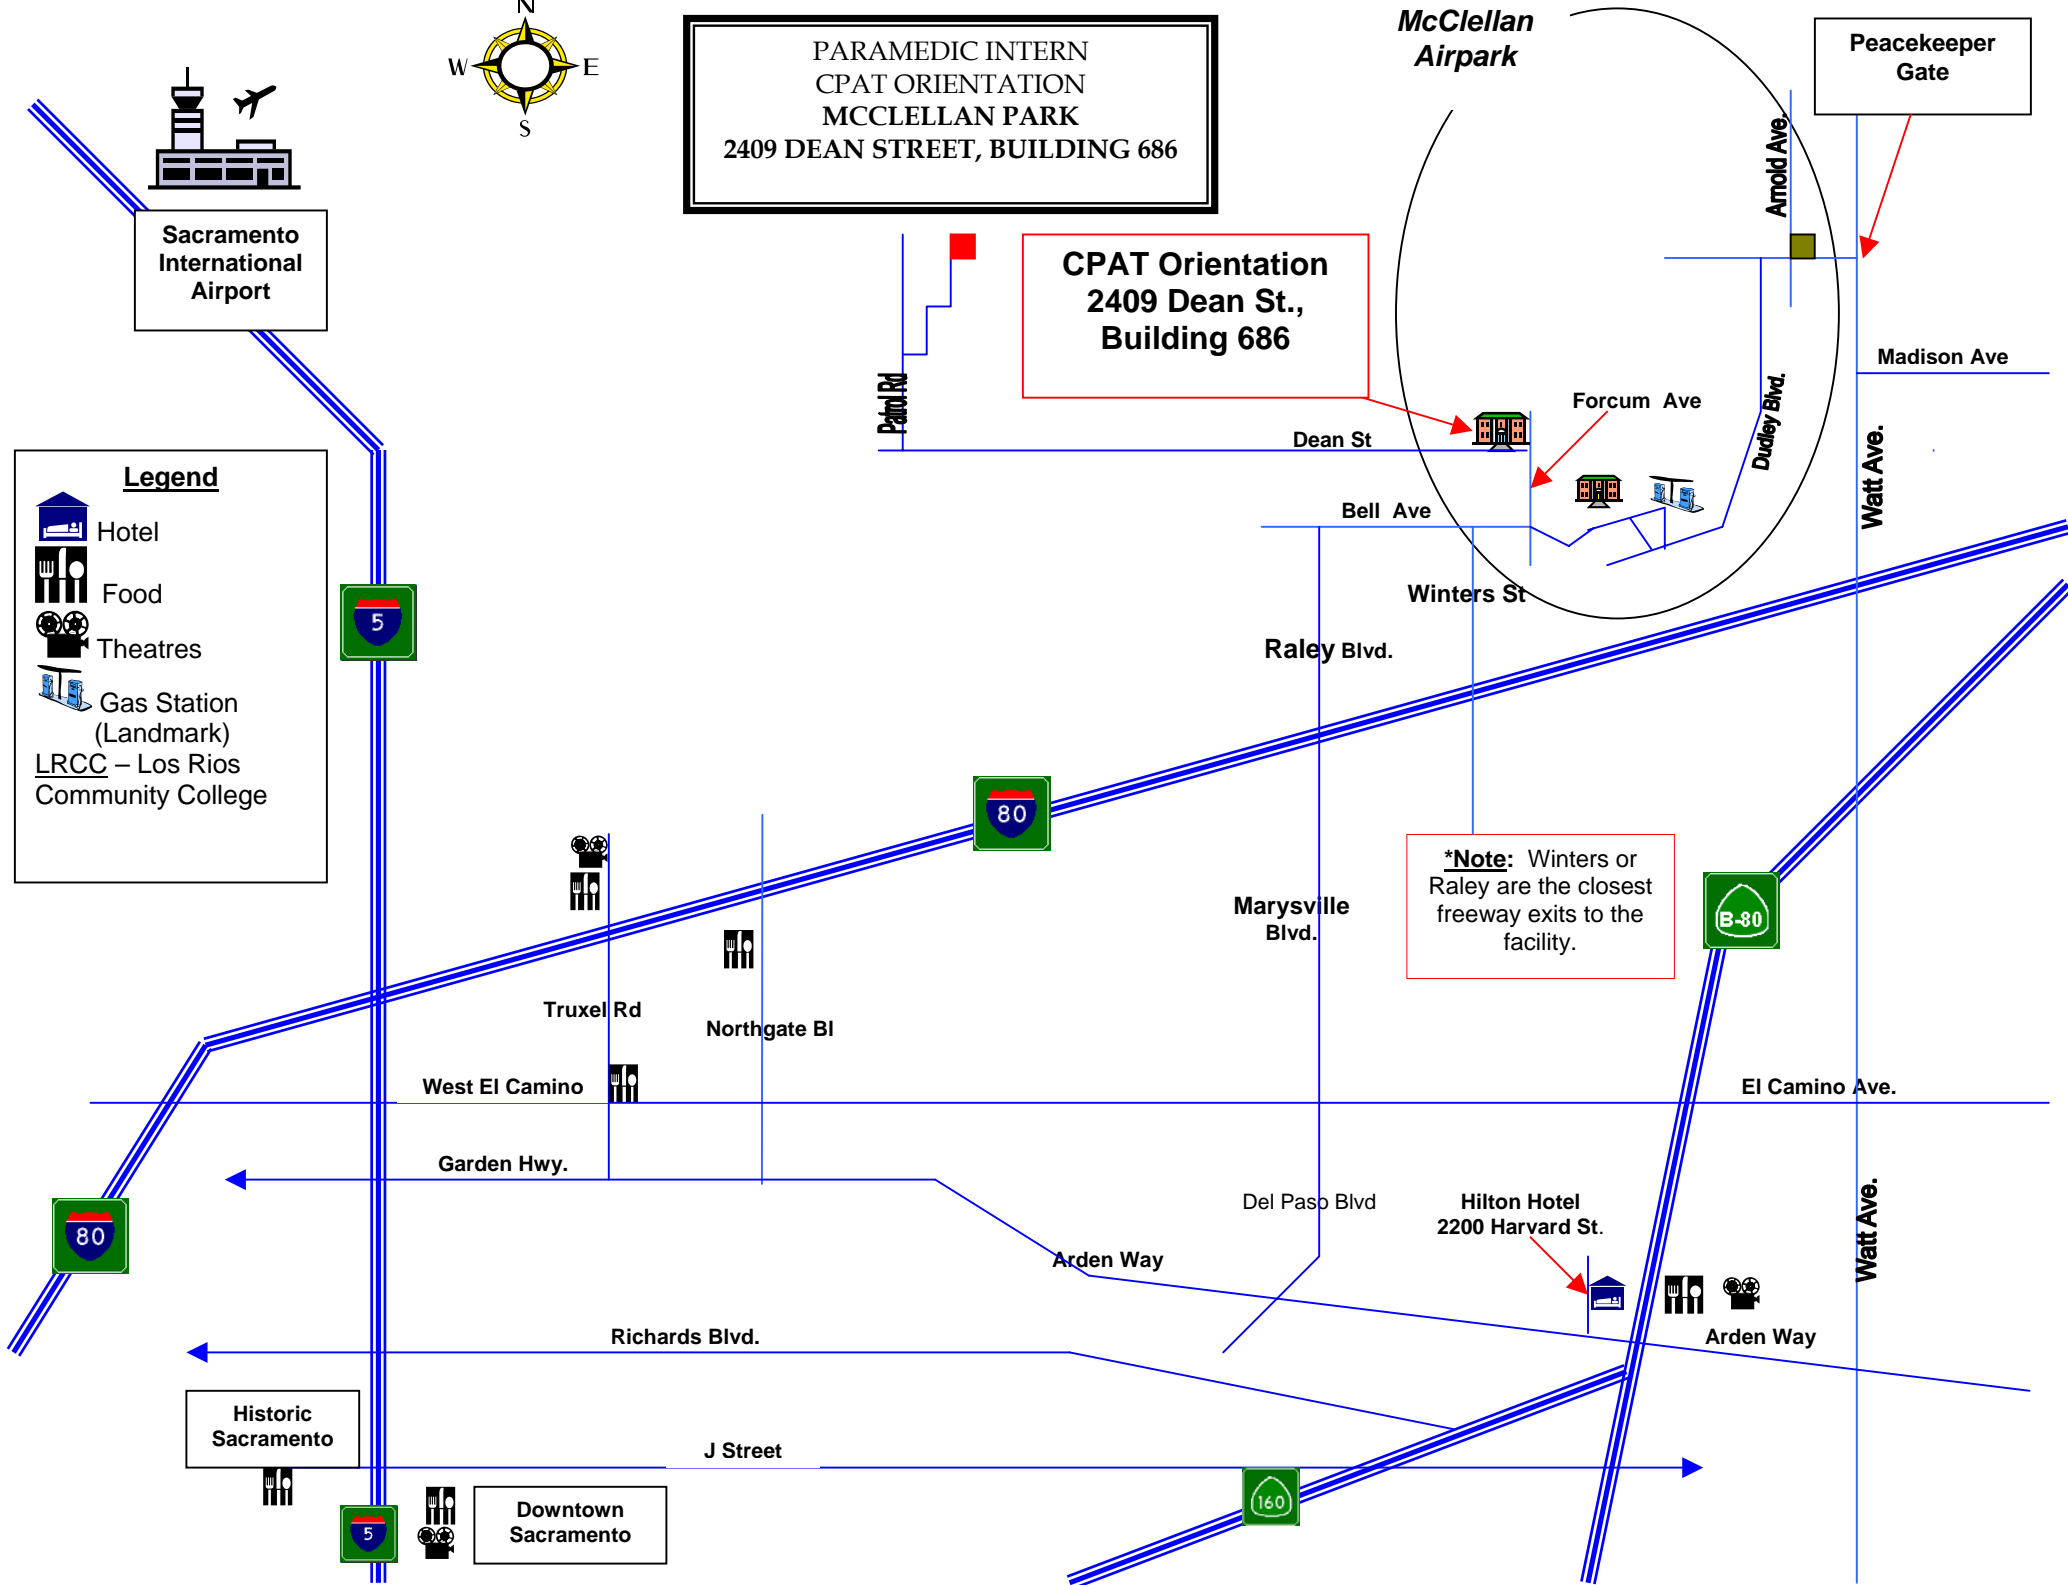 N
W
E
S
PARAMEDIC INTERN
CPAT ORIENTATION
MCCLELLAN PARK
2409 DEAN STREET, BUILDING 686
McClellan
Airpark
Peacekeeper
Gate
Arnold Ave.
Sacramento
International
Airport
CPAT Orientation
2409 Dean St.,
Building 686
Madison Ave
Patrol Rd
Forcum  Ave
Dudley Blvd.
Dean St
Watt Ave.
Legend
Hotel
Food
Theatres
Gas Station
(Landmark)
LRCC – Los Rios
Community College
Bell  Ave
5
Winters St
Raley Blvd.
80
*Note:  Winters or
Raley are the closest
freeway exits to the
facility.
Marysville
Blvd.
B-80
Truxel Rd
Northgate Bl
West El Camino
El Camino Ave.
Garden Hwy.
Del Paso Blvd
Hilton Hotel
2200 Harvard St.
Watt Ave.
80
Arden Way
Richards Blvd.
Arden Way
Historic
Sacramento
J Street
160
5
Downtown
Sacramento